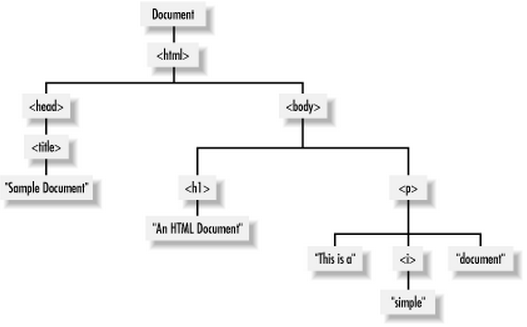 Document
<html>
<head>
<body>
<title>
"Sample Document"
<h1>
<p>
"An HTML Document"
"This is a"
<i>
"document"
"simple"